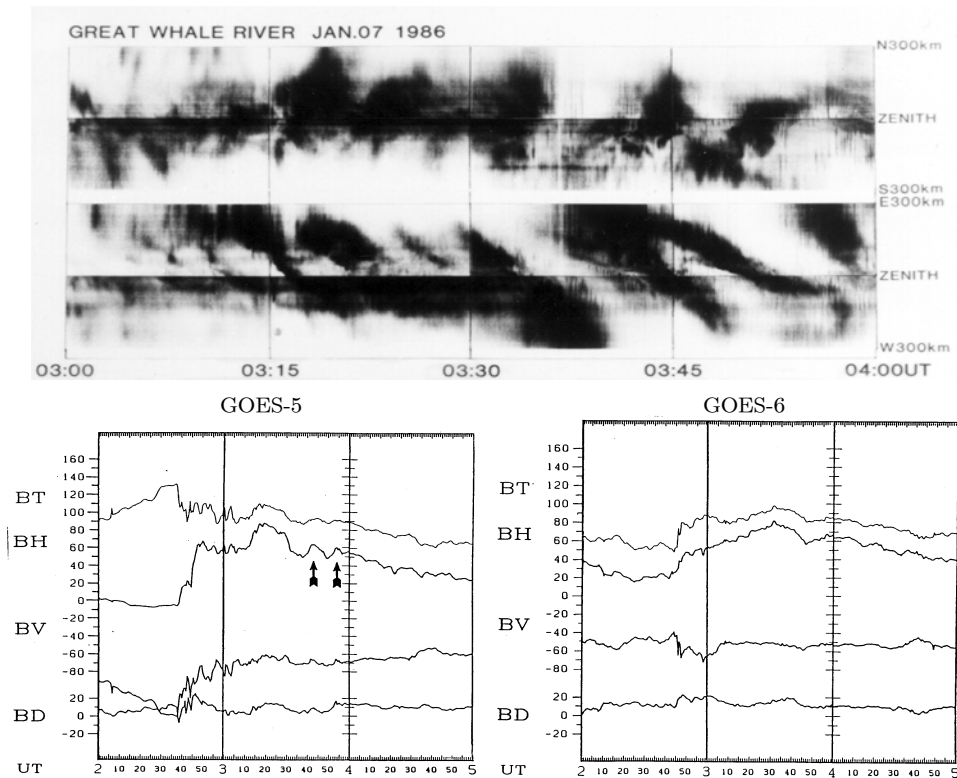 GREAT WHALE RIVER JAN.07 1986
N300km
ZENITH
S300km
E300km
ZENITH
W300km
03:00 03:15 03:30 03:45 04:00UT
GOES-5 GOES-6
BT
BH
BV
BD
160
140
120
100
80
60
40
20
0
-20
-40
-60
-80
20
0
-20
UT 2 10 20 30 40 50 3 10 20 30 40 50 4 10 20 30 40 50 5
BT
BH
BV
BD
160
140
120
100
80
60
40
20
0
-20
-40
-60
-80
20
0
-20
UT 2 10 20 30 40 50 3 10 20 30 40 50 4 10 20 30 40 50 5